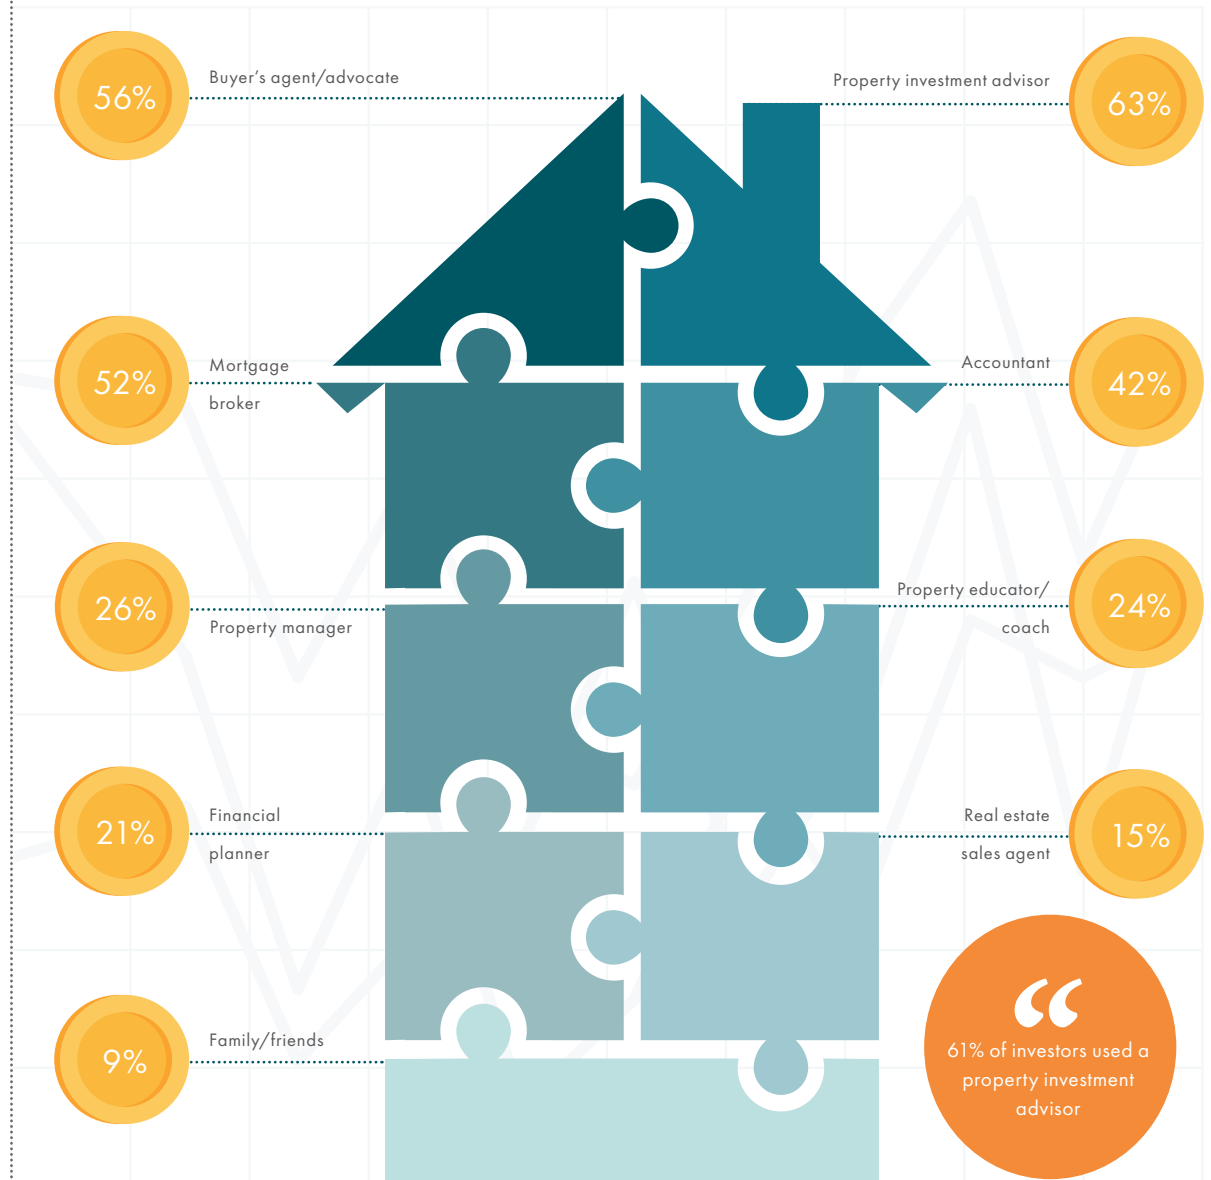 56%
Buyer’s agent/advocate
Property investment advisor
63%
52%
Mortgage
broker
Accountant
42%
26%
Property manager
Property educator/
coach
24%
21%
Financial
planner
Real estate
sales agent
15%
9%
Family/friends
“
61% of investors used a
property investment
advisor